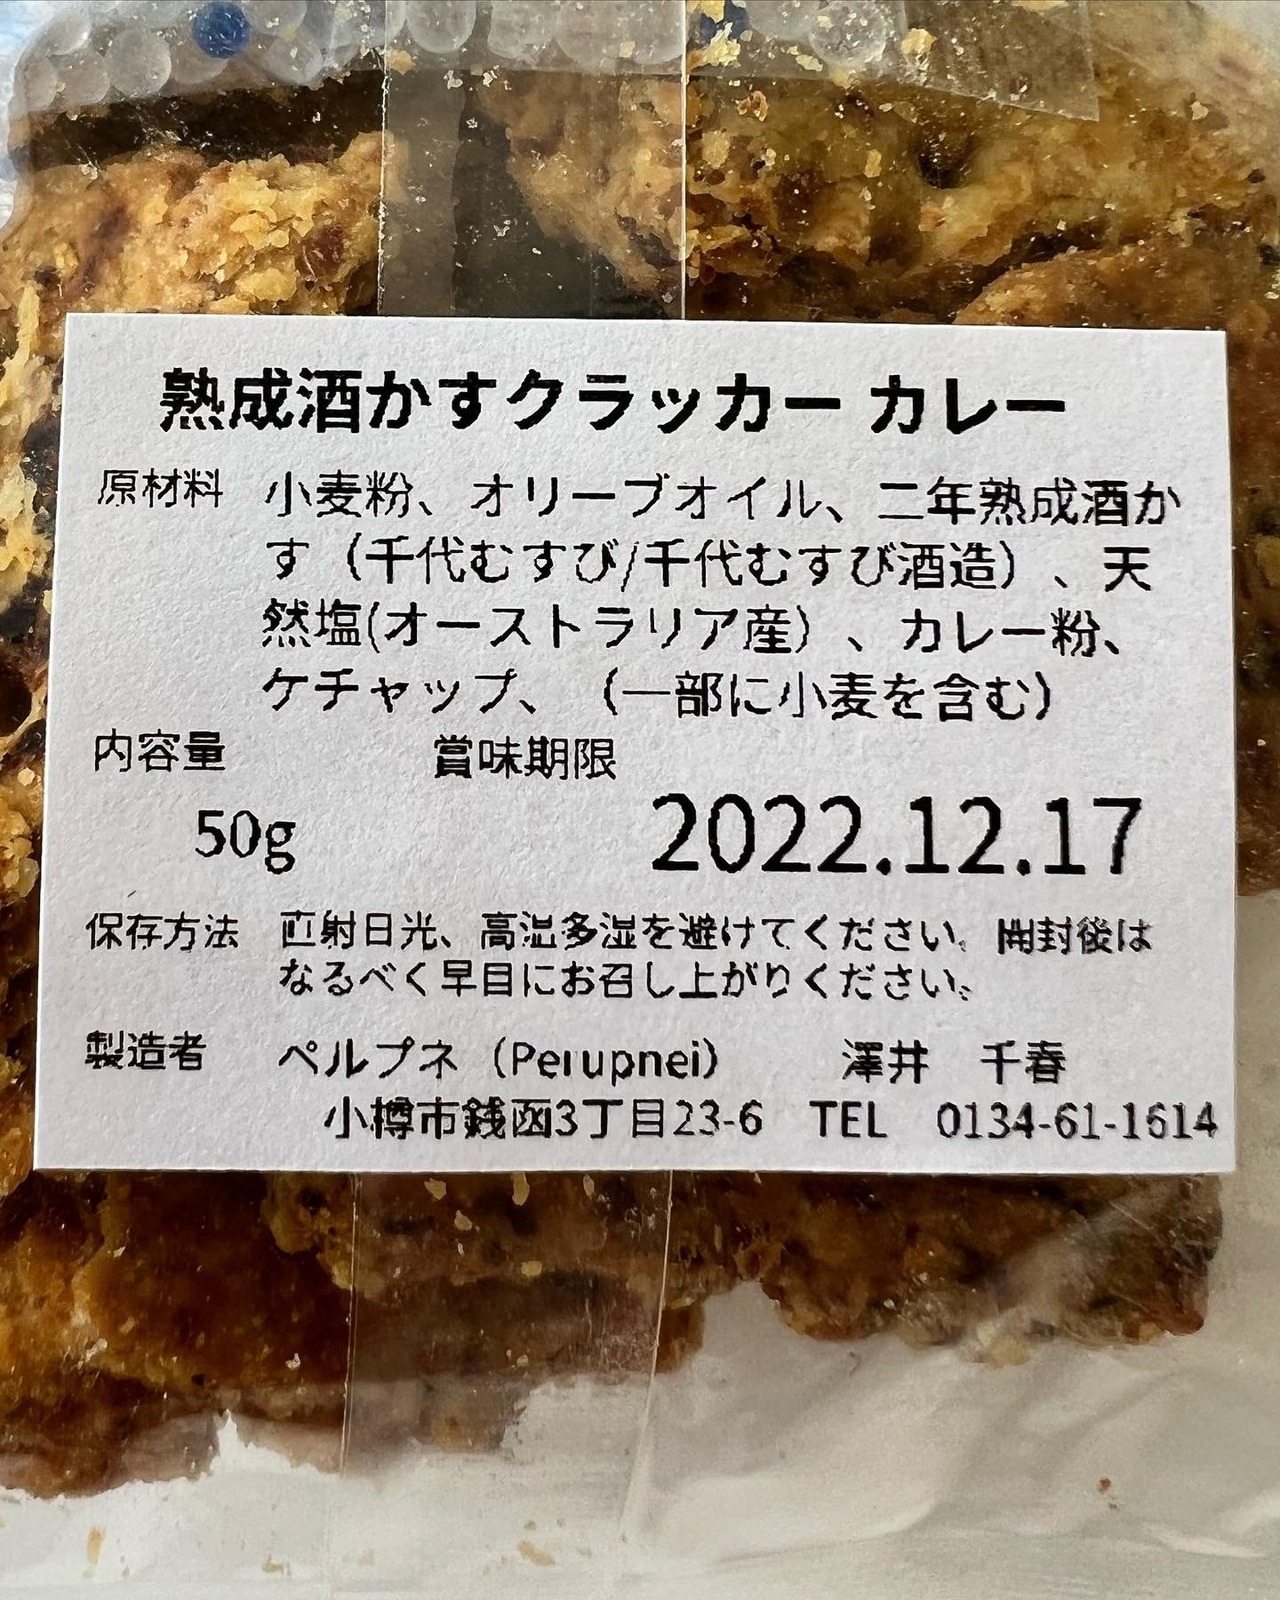 熟成酒かすクラッカー カレー
原材料 小麦粉、オリーブオイル、二年熟成酒か
す（千代むすび/千代むすび酒造）、天
然塩(オーストラリア産）、カレー粉、
ケチャップ、（一部に小麦を含む）
内容量 賞味期限
50g 2022.12.17
保存方法 直射日光、高温多湿を避けてください。開封後は
なるべく早目にお召し上がりください。
製造者 ペルプネ（Perupnei） 澤井 千春
小樽市銭函3丁目23-6 TEL 0134-61-1614